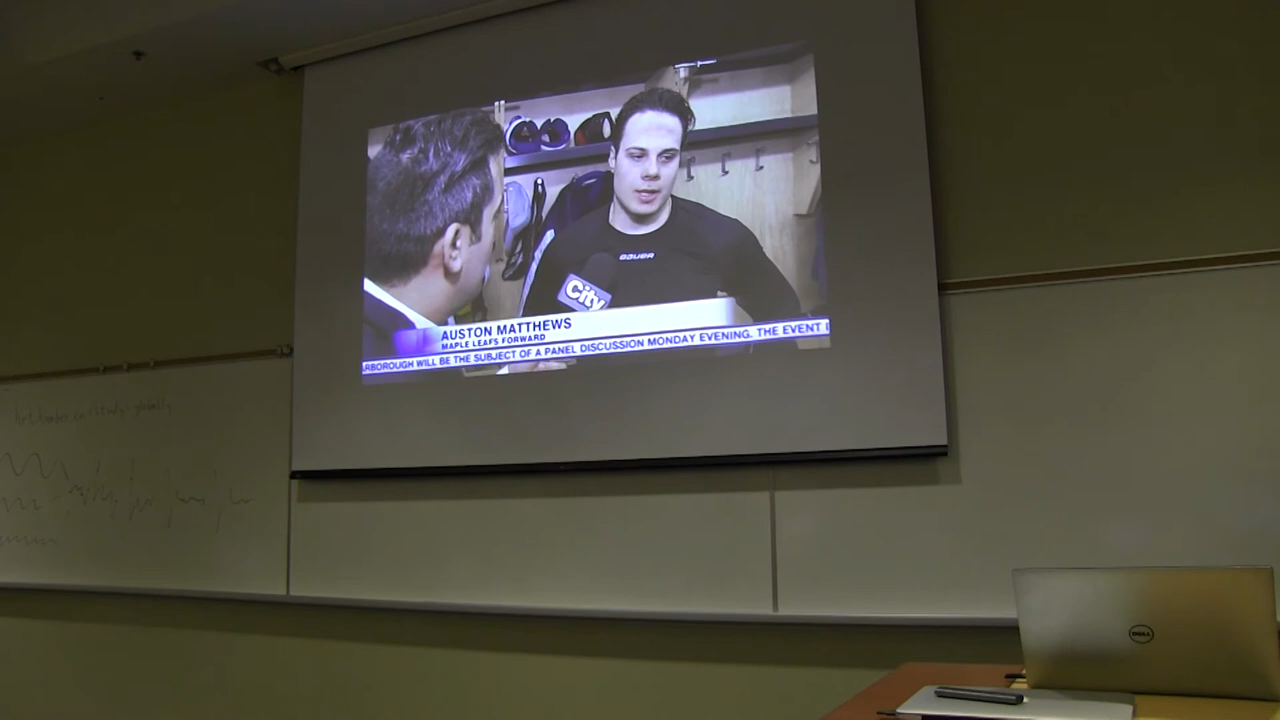 BAUER
City
AUSTON MATTHEWS
MAPLE LEAFS FORWARD
ARBOROUGH WILL BE THE SUBJECT OF A PANEL DISCUSSION MONDAY EVENING. THE EVENT
DELL